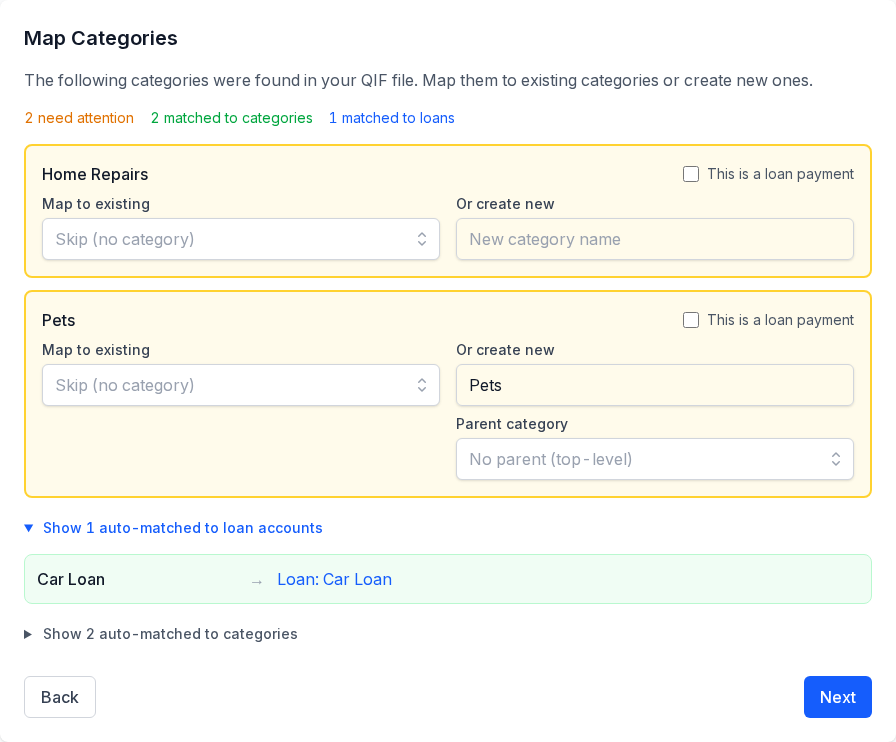 Map Categories
The following categories were found in your QIF file. Map them to existing categories or create new ones.
2 need attention 2 matched to categories 1 matched to loans
Home Repairs This is a loan payment
Map to existing Or create new
Skip (no category) New category name
Pets This is a loan payment
Map to existing Or create new
Skip (no category) Pets
Parent category
No parent (top-level)
▼ Show 1 auto-matched to loan accounts
Car Loan → Loan: Car Loan
▶ Show 2 auto-matched to categories
Back Next